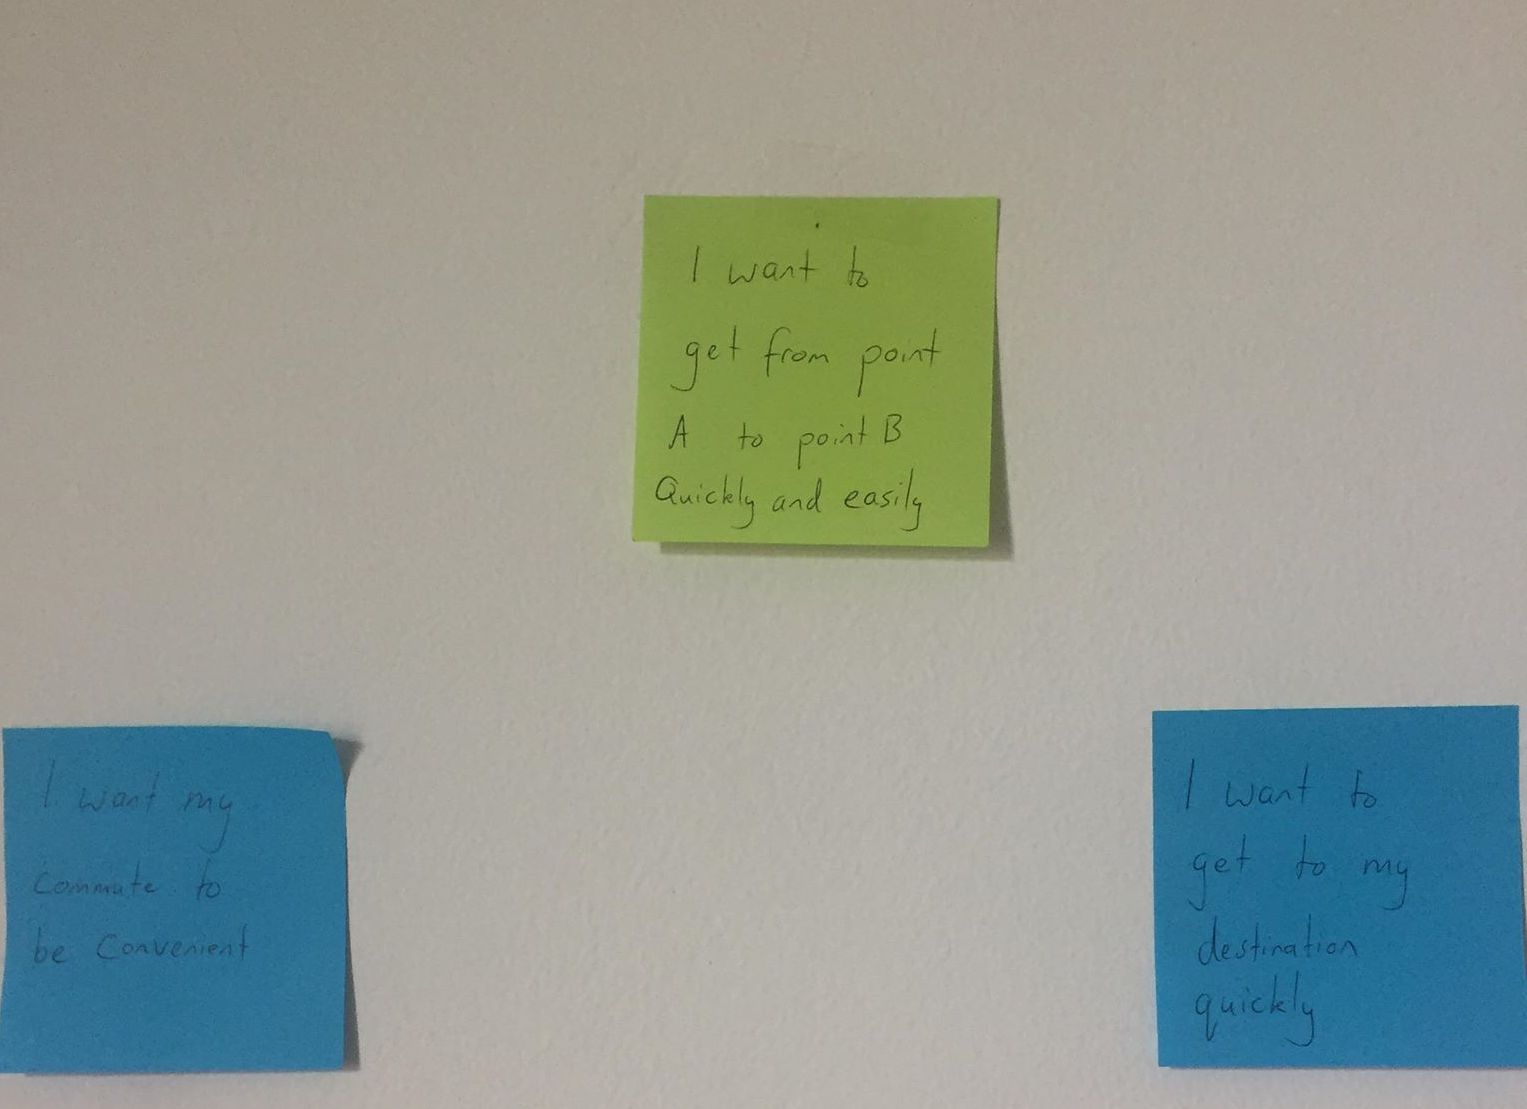 I want to
get from point
A to point B
Quickly and easily
I want my
Commute to
be Convenient
I want to
get to my
destination
quickly